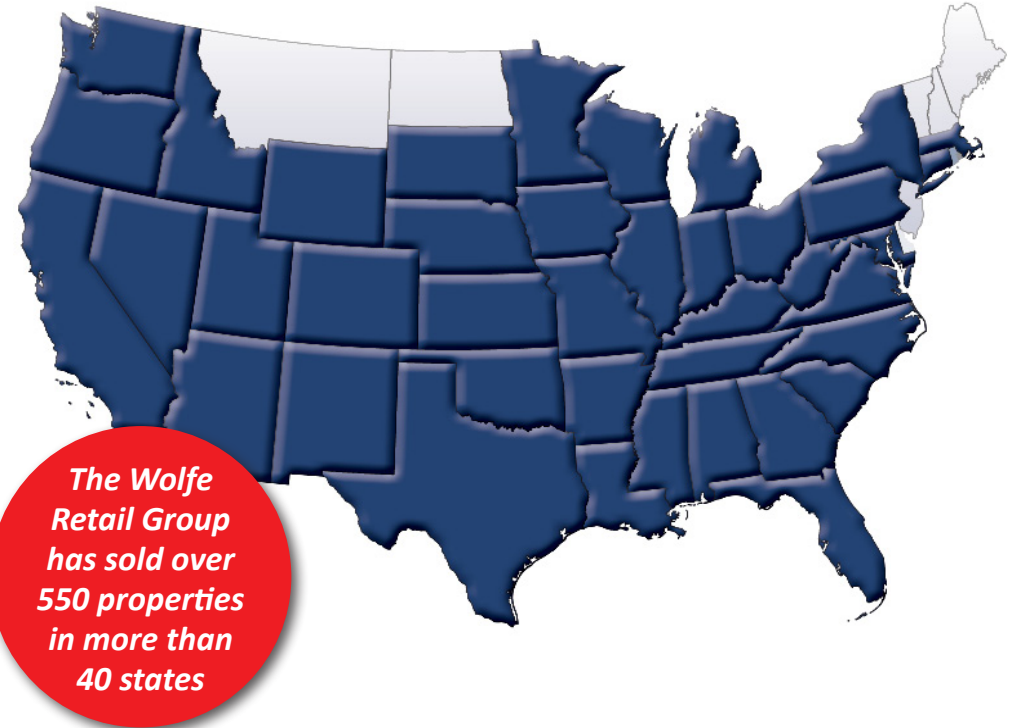 The Wolfe
Retail Group
has sold over
550 properties
in more than
40 states